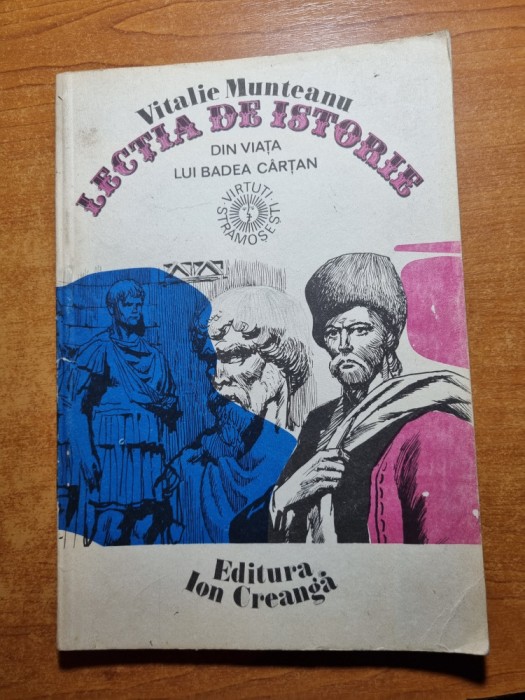 Vitalie Munteanu
LECȚIA DE ISTORIE
DIN VIAȚA
LUI BADEA CÂRȚAN
VIRTUȚI
STRĂMOȘEȘTI
Editura
Ion Creangă